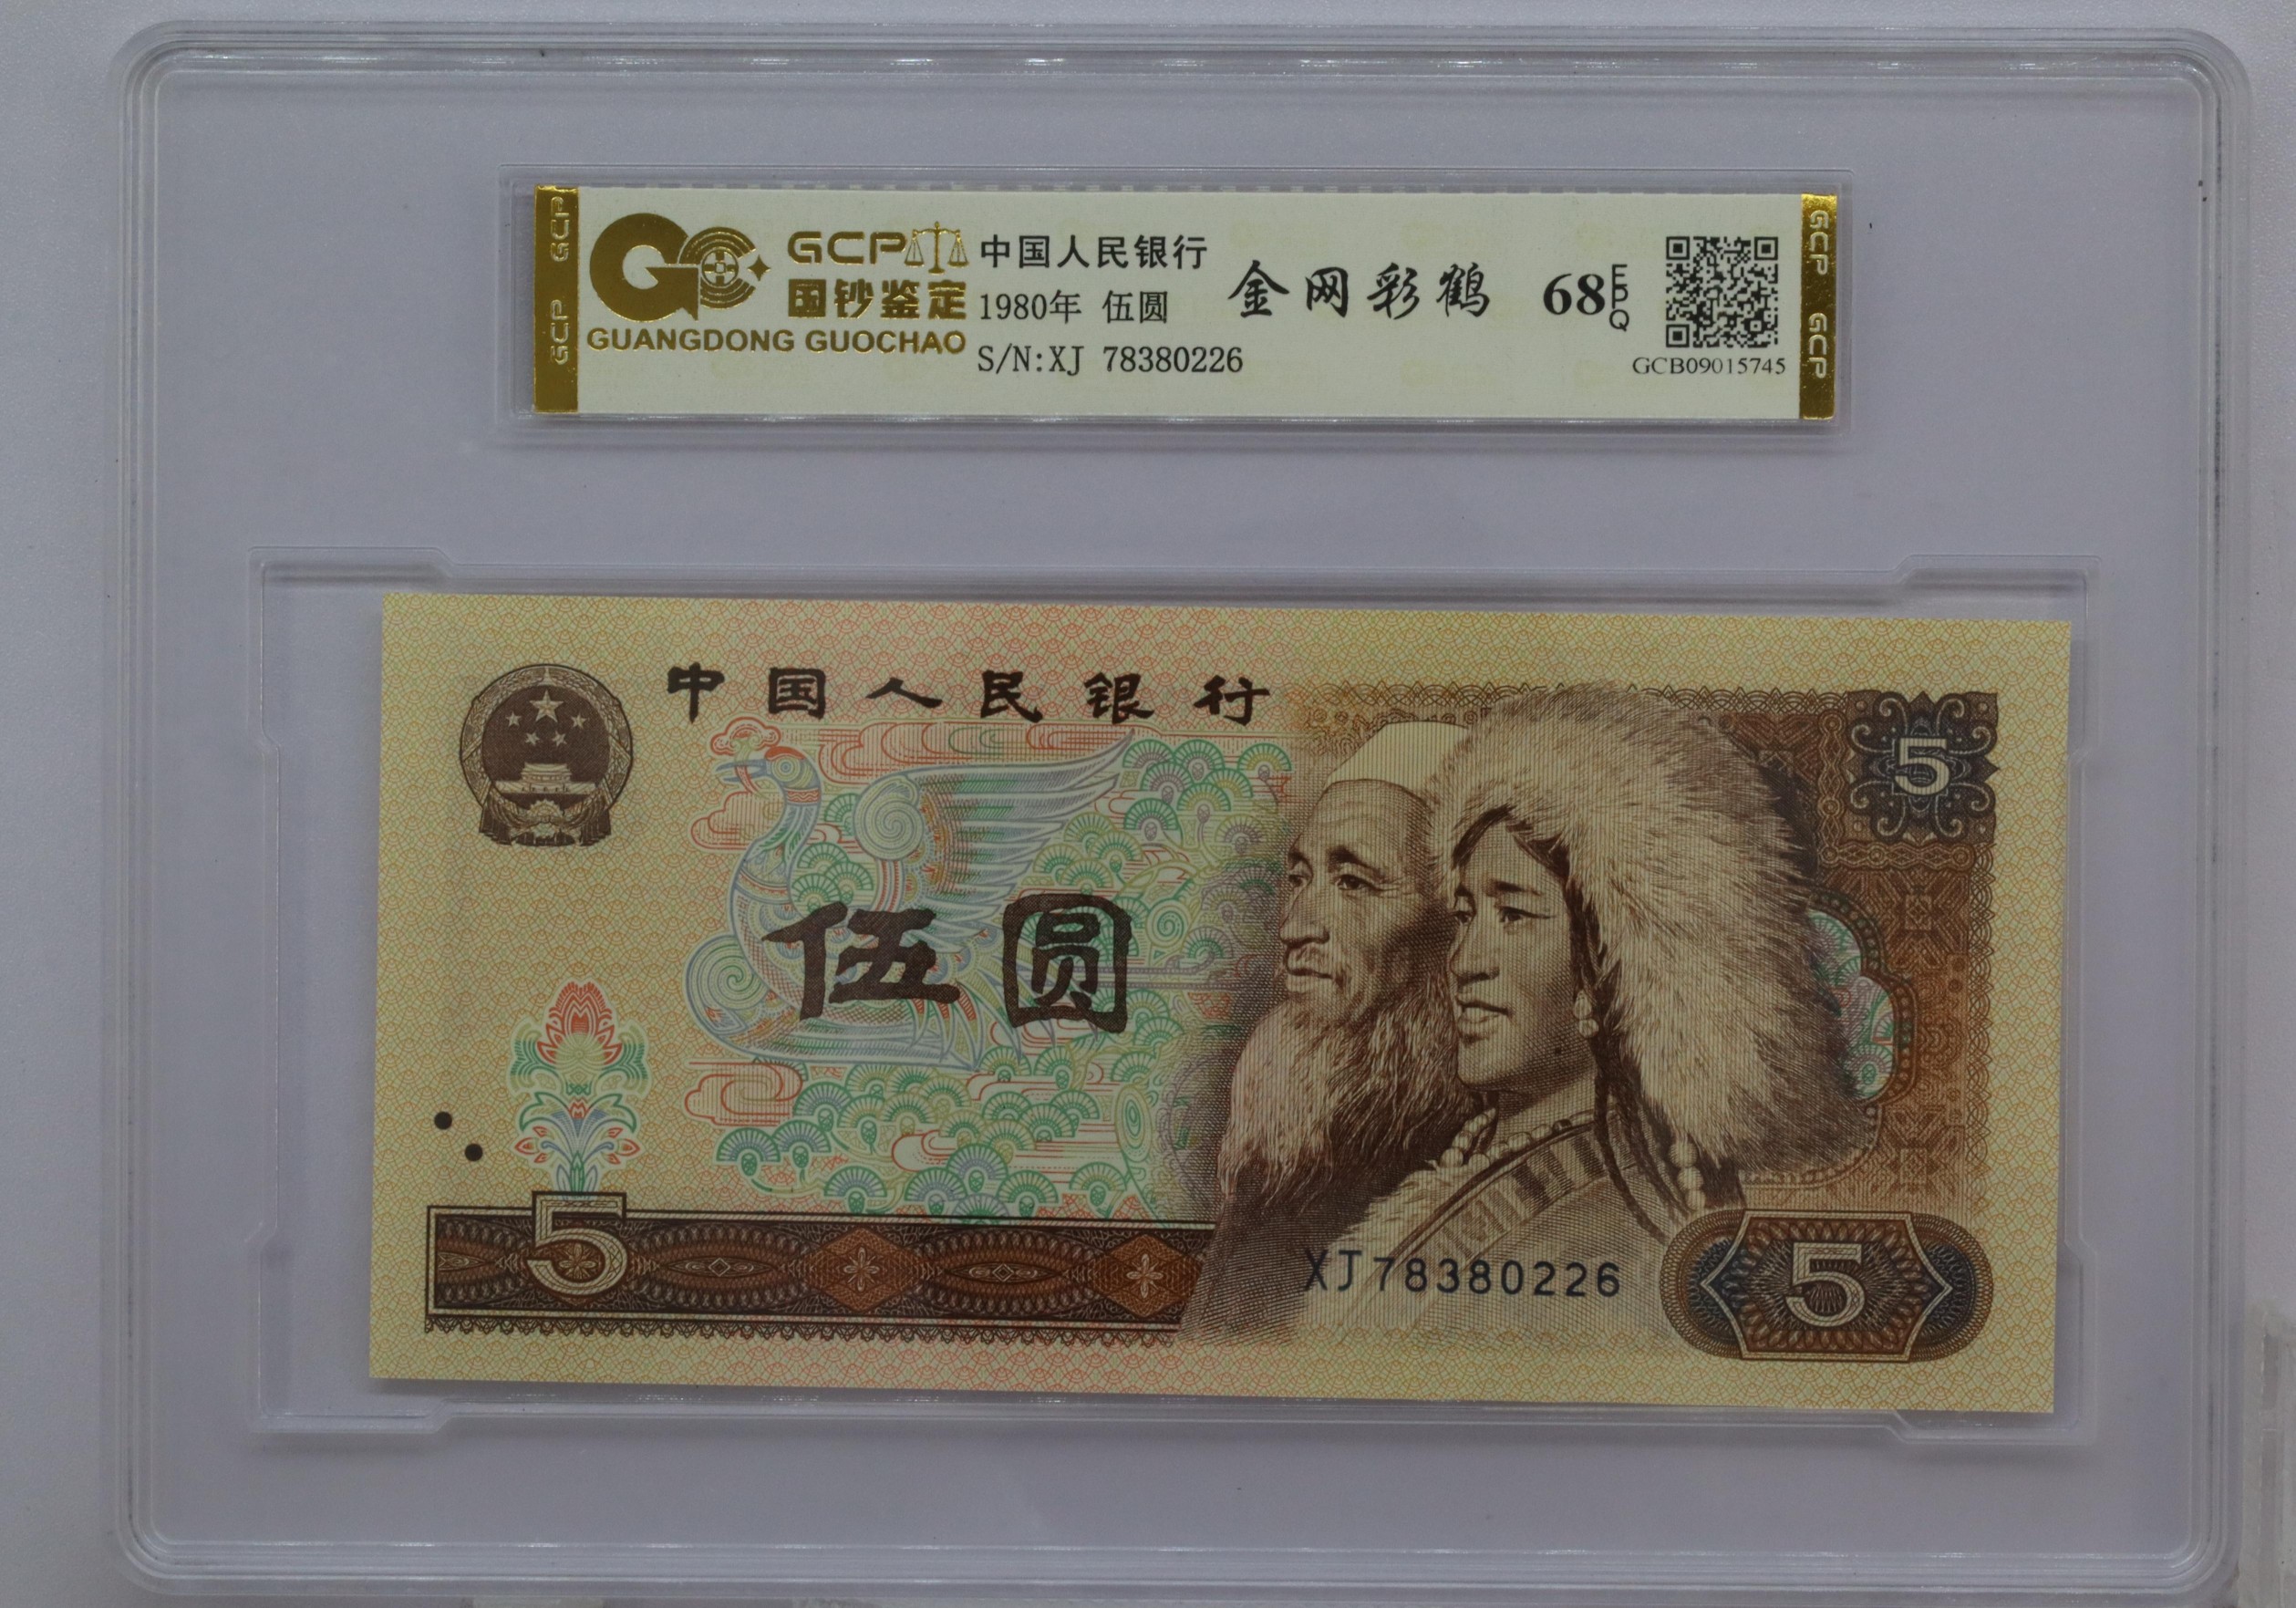 GCP GCP
GCP
国钞鉴定
GUANGDONG GUOCHAO
中国人民银行
1980年 伍圆
S/N:XJ 78380226
金网彩鹤
68 EPQ
GCB09015745
GCP GCP
中国人民银行
5
伍圆
5
XJ78380226
5